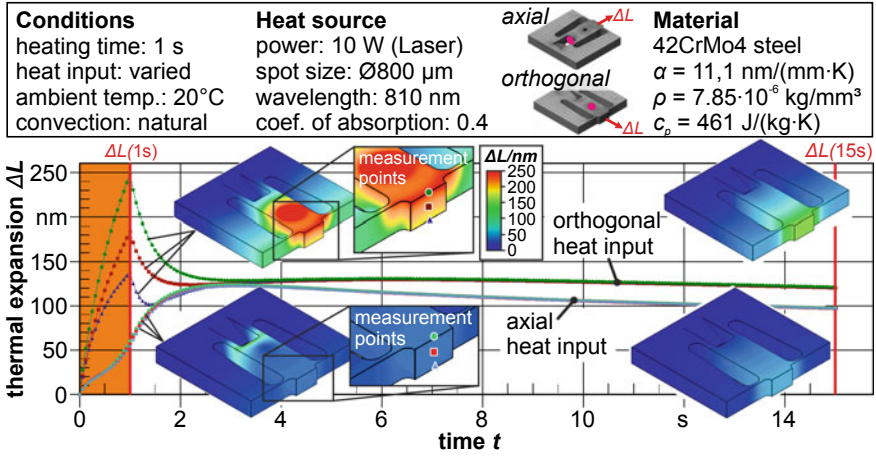 Conditions
heating time: 1 s
heat input: varied
ambient temp.: 20°C
convection: natural
Heat source
power: 10 W (Laser)
spot size: Ø800 µm
wavelength: 810 nm
coef. of absorption: 0.4
axial
ΔL
orthogonal
ΔL
Material
42CrMo4 steel
α = 11,1 nm/(mm·K)
ρ = 7.85·10⁻⁶ kg/mm³
cₚ = 461 J/(kg·K)
thermal expansion ΔL
250
nm
150
100
50
0
ΔL(1s)
measurement
points
ΔL/nm
250
200
150
100
50
0
ΔL(15s)
orthogonal
heat input
axial
heat input
measurement
points
0 2 4 6 8 10 s 14
time t